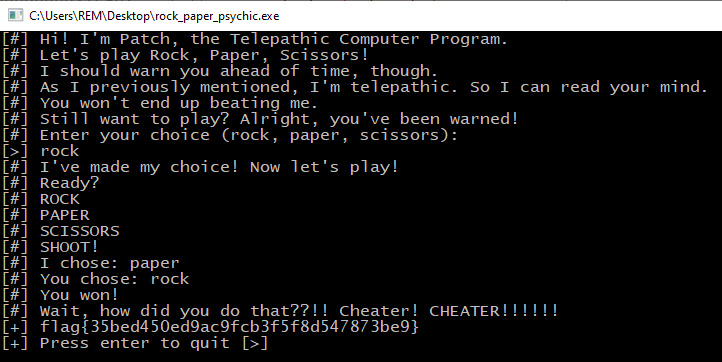 C:\Users\REM\Desktop\rock_paper_psychic.exe
[#] Hi! I'm Patch, the Telepathic Computer Program.
[#] Let's play Rock, Paper, Scissors!
[#] I should warn you ahead of time, though.
[#] As I previously mentioned, I'm telepathic. So I can read your mind.
[#] You won't end up beating me.
[#] Still want to play? Alright, you've been warned!
[#] Enter your choice (rock, paper, scissors):
[>] rock
[#] I've made my choice! Now let's play!
[#] Ready?
[#] ROCK
[#] PAPER
[#] SCISSORS
[#] SHOOT!
[#] I chose: paper
[#] You chose: rock
[#] You won!
[#] Wait, how did you do that??!! Cheater! CHEATER!!!!!!
[+] flag{35bed450ed9ac9fcb3f5f8d547873be9}
[+] Press enter to quit [>]